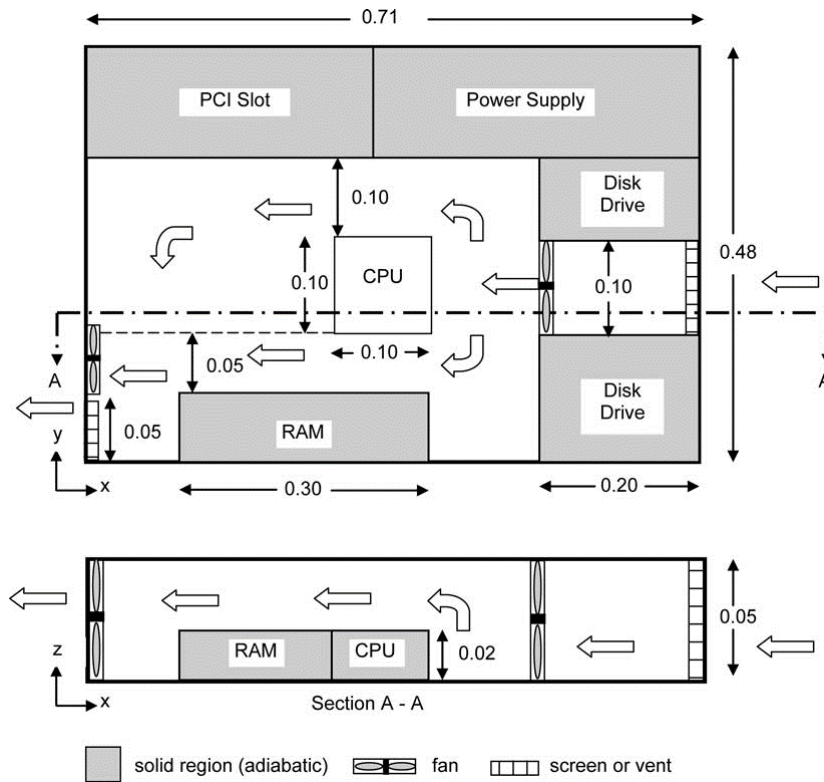 0.71
PCI Slot
Power Supply
Disk
Drive
0.10
0.48
CPU
0.10
0.10
0.10
0.05
A
A
Disk
Drive
0.05
RAM
y
x
0.30
0.20
RAM
CPU
0.02
0.05
z
x
Section A - A
solid region (adiabatic)
fan
screen or vent